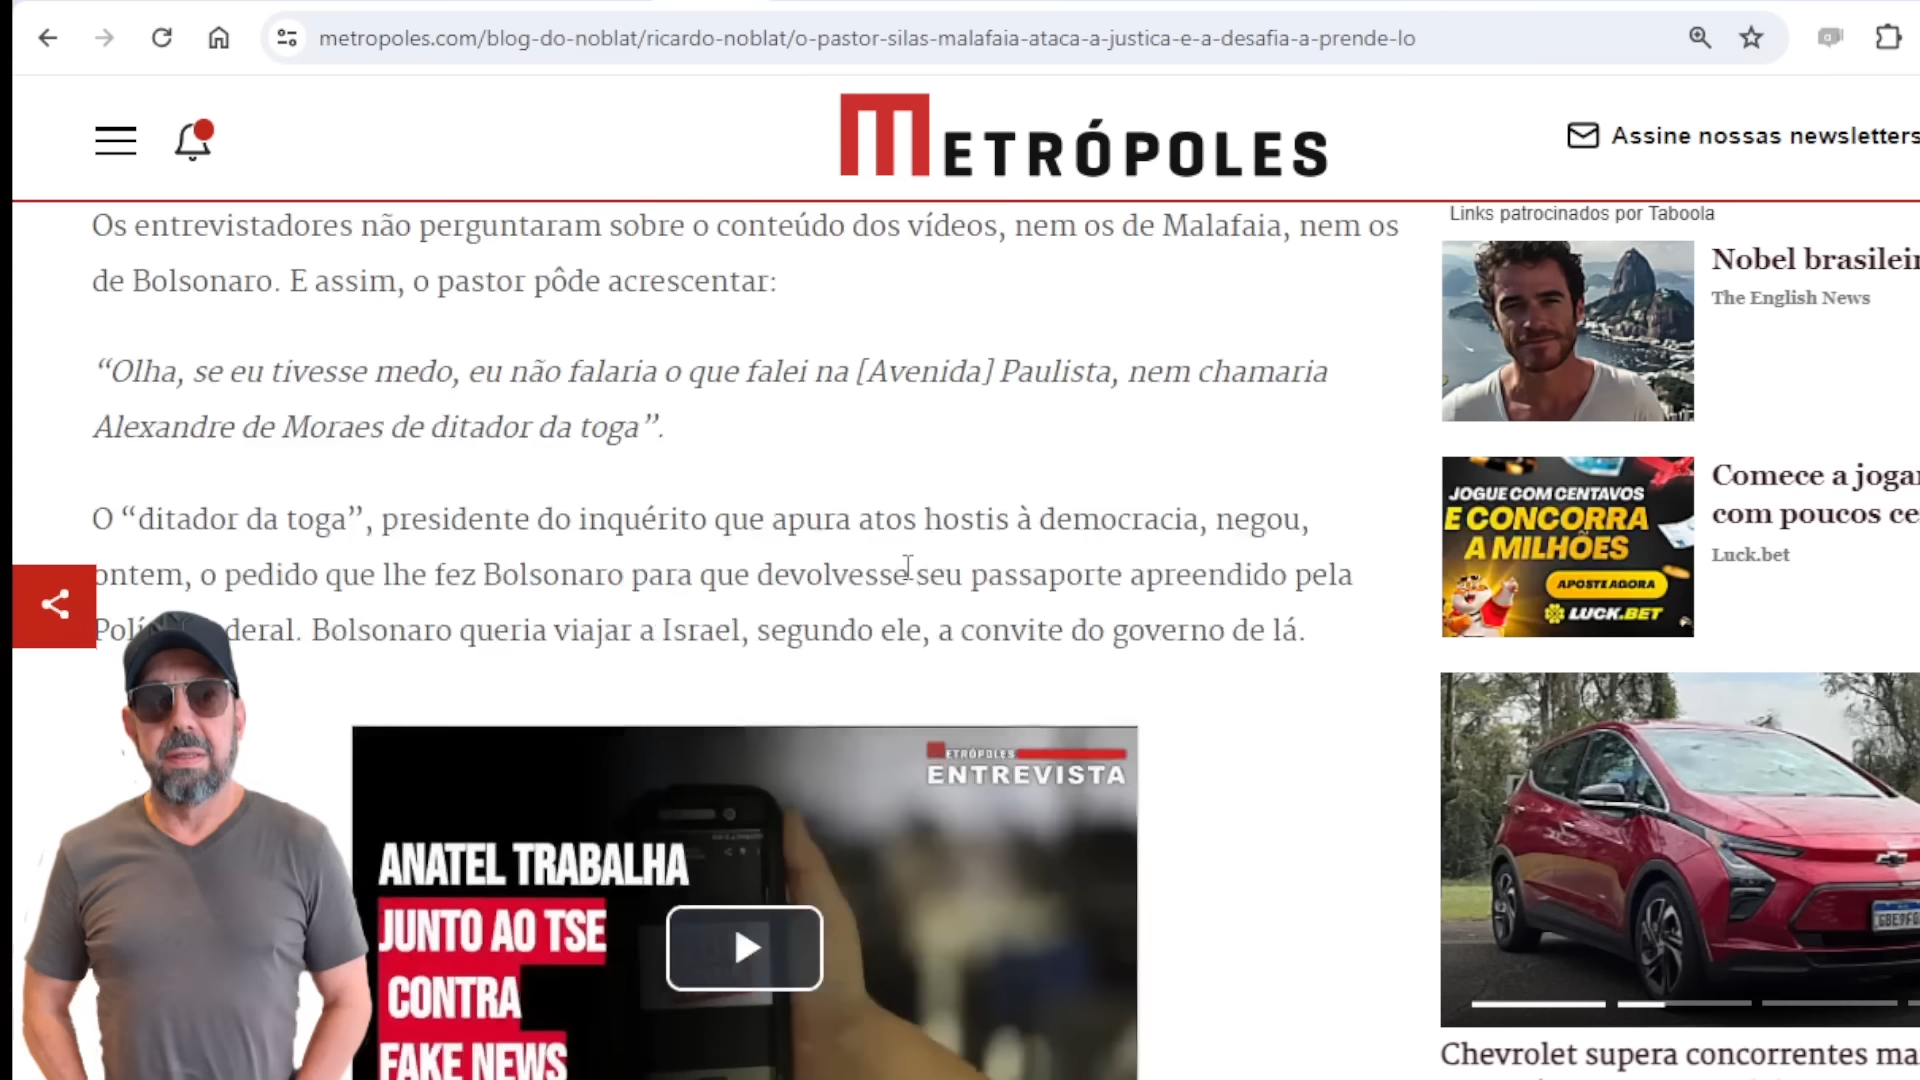 metropoles.com/blog-do-noblat/ricardo-noblat/o-pastor-silas-malafaia-ataca-a-justica-e-a-desafia-a-prende-lo
METRÓPOLES
Assine nossas newsletters
Os entrevistadores não perguntaram sobre o conteúdo dos vídeos, nem os de Malafaia, nem os
de Bolsonaro. E assim, o pastor pôde acrescentar:
“Olha, se eu tivesse medo, eu não falaria o que falei na [Avenida] Paulista, nem chamaria
Alexandre de Moraes de ditador da toga”.
O “ditador da toga”, presidente do inquérito que apura atos hostis à democracia, negou,
ontem, o pedido que lhe fez Bolsonaro para que devolvesse seu passaporte apreendido pela
Bolsonaro queria viajar a Israel, segundo ele, a convite do governo de lá.
METRÓPOLES
ENTREVISTA
ANATEL TRABALHA
JUNTO AO TSE
CONTRA
FAKE NEWS
Links patrocinados por Taboola
Nobel brasileir
The English News
JOGUE COM CENTAVOS
E CONCORRA
A MILHÕES
APOSTE AGORA
LUCK.BET
Comece a jogar
com poucos ce
Luck.bet
Chevrolet supera concorrentes ma